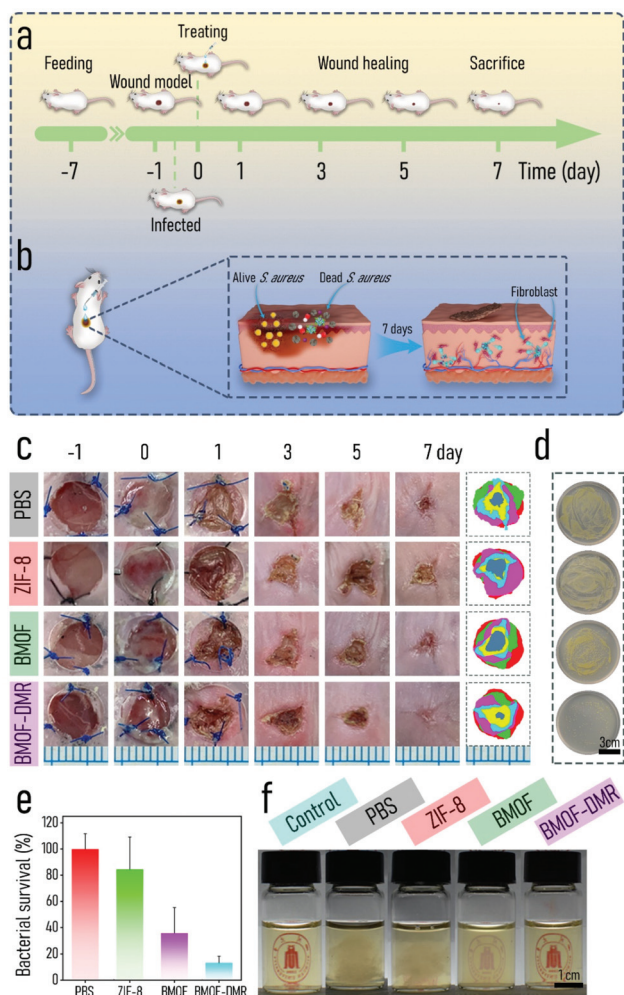 a
Treating
Feeding
Wound model
Wound healing
Sacrifice
-7
-1
0
1
3
5
7
Time (day)
Infected
b
Alive S. aureus
Dead S. aureus
7 days
Fibroblast
c
-1
0
1
3
5
7 day
d
PBS
ZIF-8
BMOF
BMOF-DMR
3cm
e
Bacterial survival (%)
120
100
80
60
40
20
0
PBS
ZIF-8
BMOF
BMOF-DMR
f
Control
PBS
ZIF-8
BMOF
BMOF-DMR
1 cm